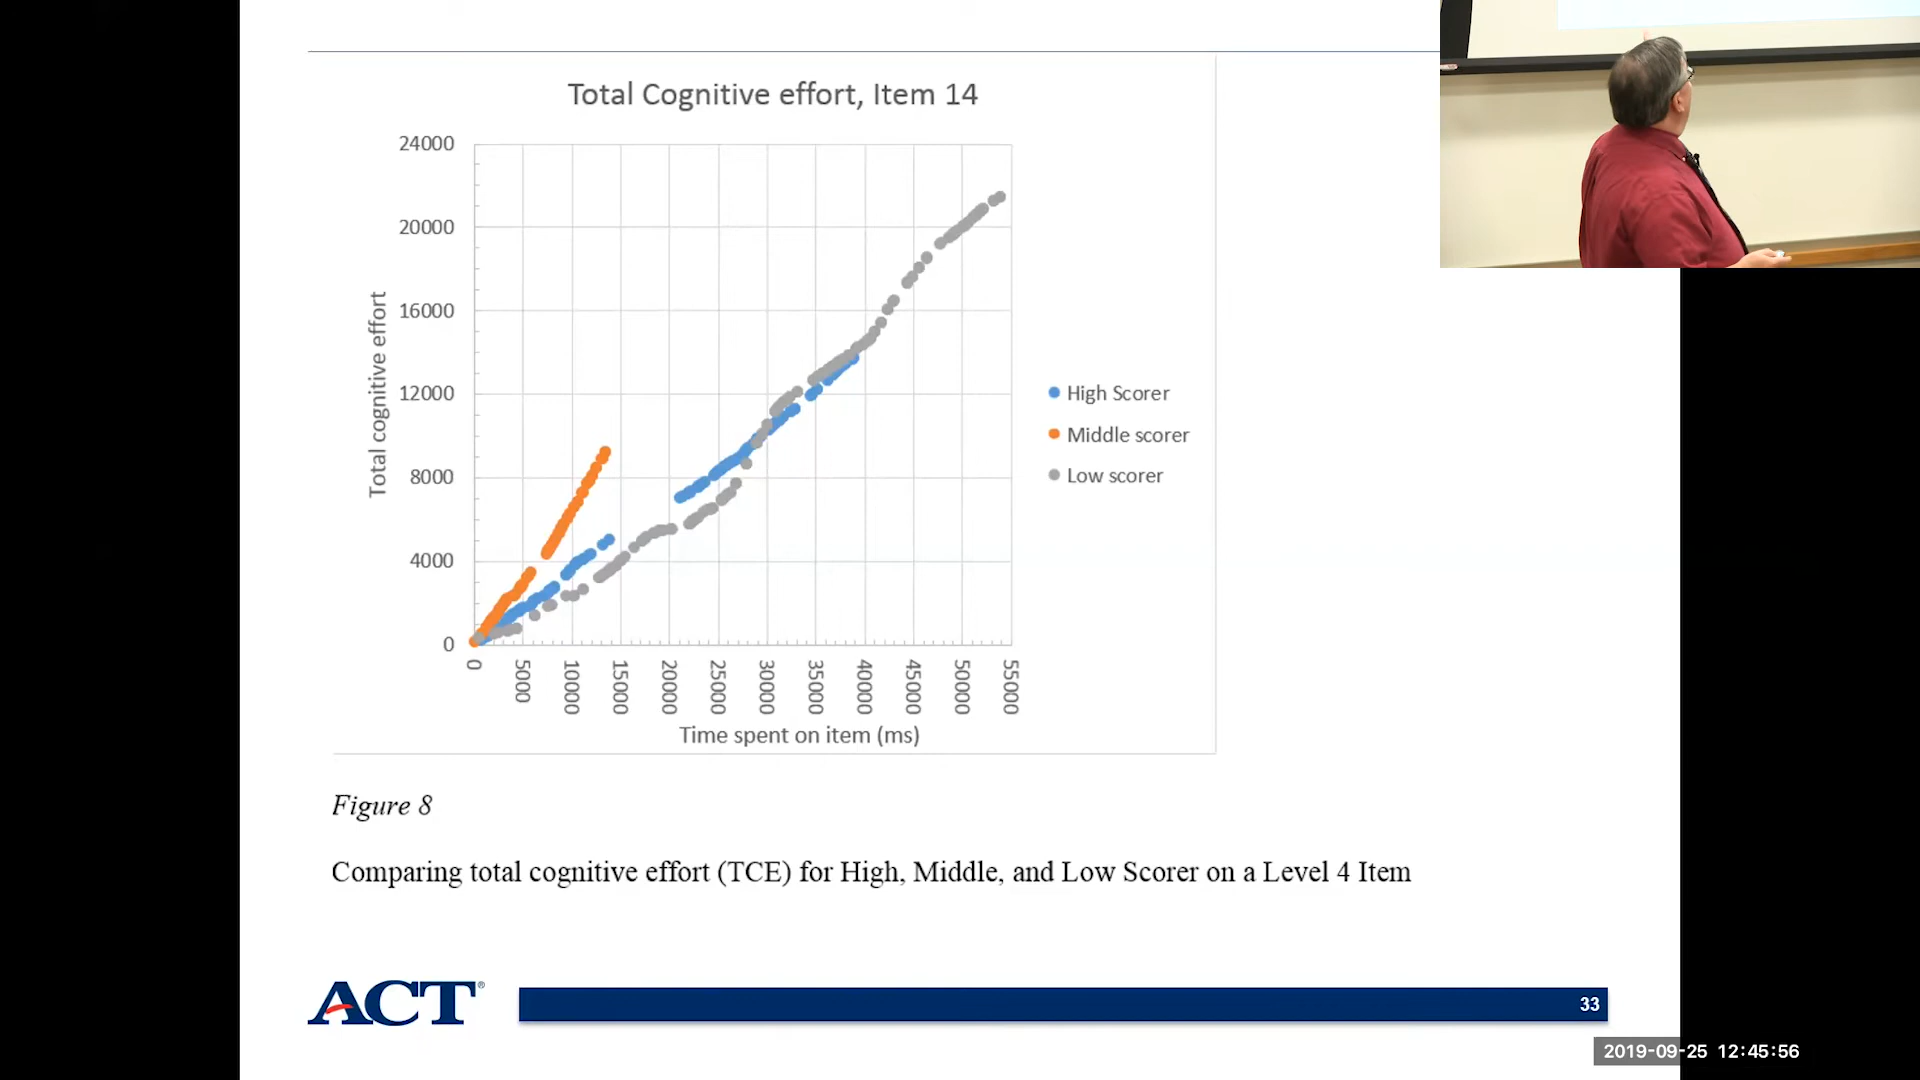 Total Cognitive effort, Item 14
24000
20000
16000
12000
8000
4000
0
Total cognitive effort
0
5000
10000
15000
20000
25000
30000
35000
40000
45000
50000
55000
Time spent on item (ms)
High Scorer
Middle scorer
Low scorer
Figure 8
Comparing total cognitive effort (TCE) for High, Middle, and Low Scorer on a Level 4 Item
ACT®
33
2019-09-25 12:45:56